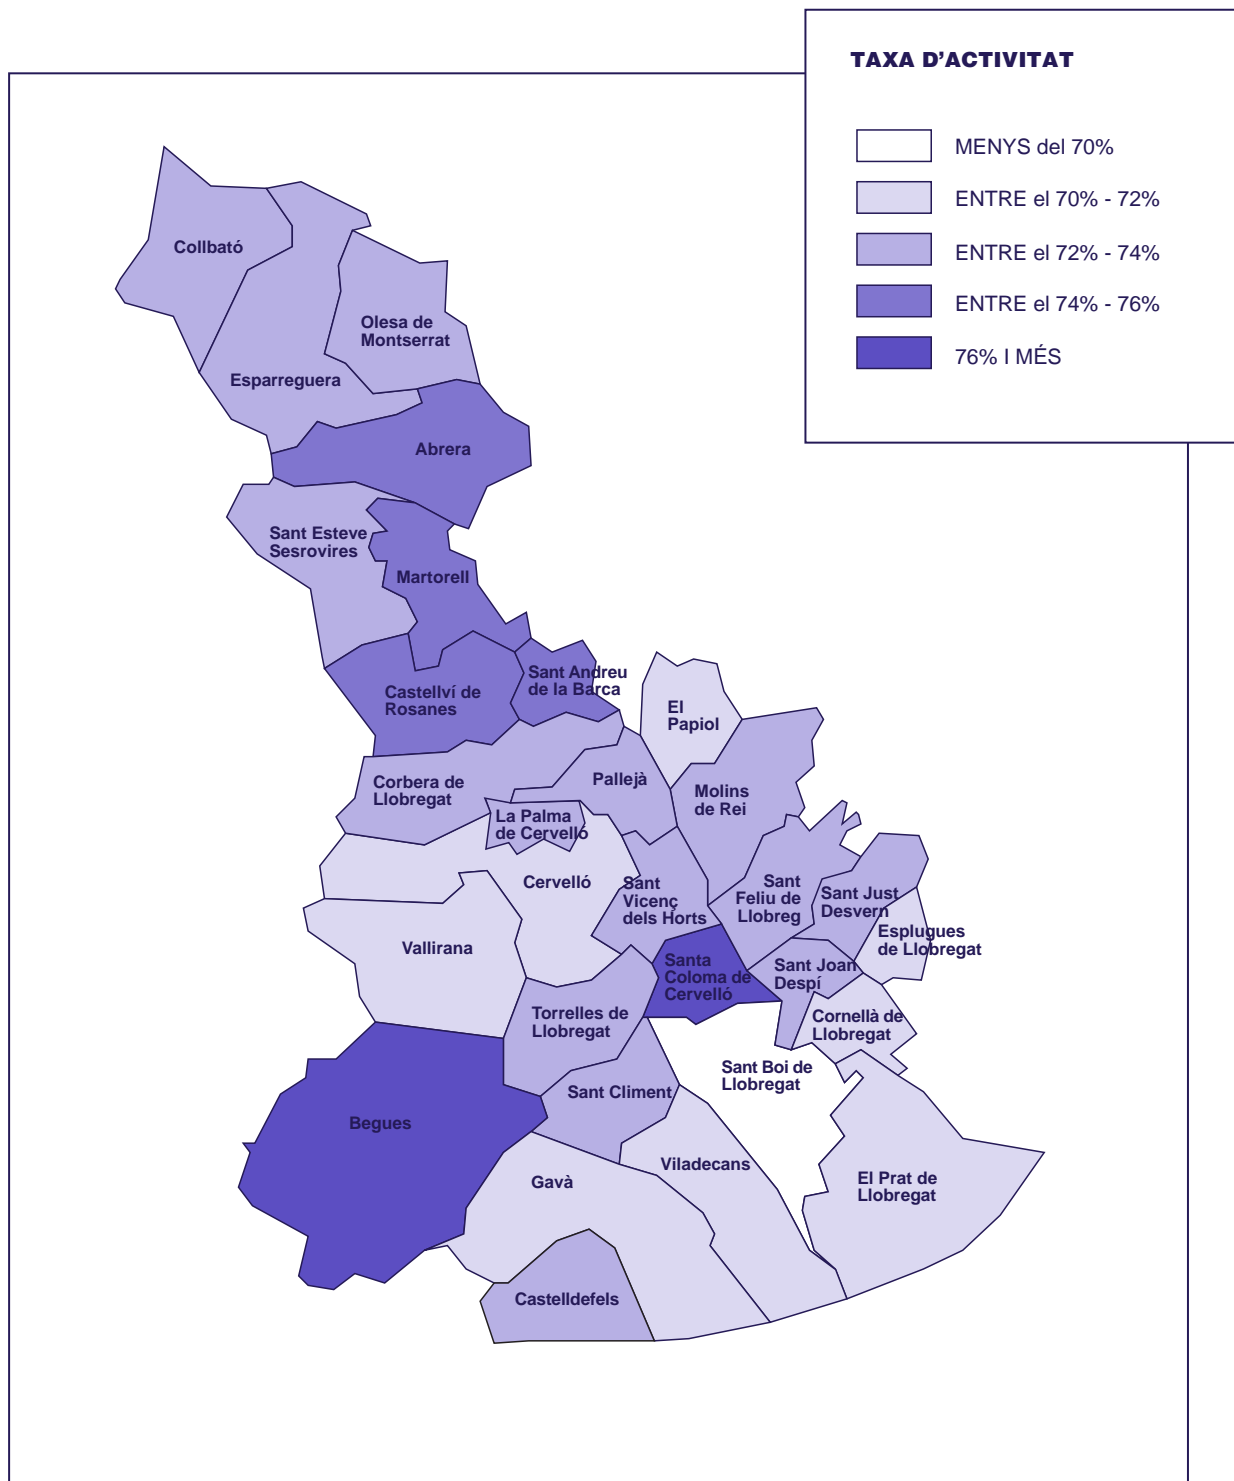 TAXA D'ACTIVITAT
MENYS del 70%
ENTRE el 70% - 72%
ENTRE el 72% - 74%
ENTRE el 74% - 76%
76% I MÉS
Collbató
Olesa de
Montserrat
Esparreguera
Abrera
Sant Esteve
Sesrovires
Martorell
Sant Andreu
de la Barca
Castellví de
Rosanes
El
Papiol
Corbera de
Llobregat
Pallejà
Molins
de Rei
La Palma
de Cervelló
Cervelló
Sant
Vicenç
dels Horts
Sant
Feliu de
Llobreg
Sant Just
Desvern
Esplugues
de Llobregat
Vallirana
Santa
Coloma de
Cervelló
Sant Joan
Despí
Torrelles de
Llobregat
Cornellà de
Llobregat
Sant Boi de
Llobregat
Sant Climent
Begues
Viladecans
Gavà
El Prat de
Llobregat
Castelldefels